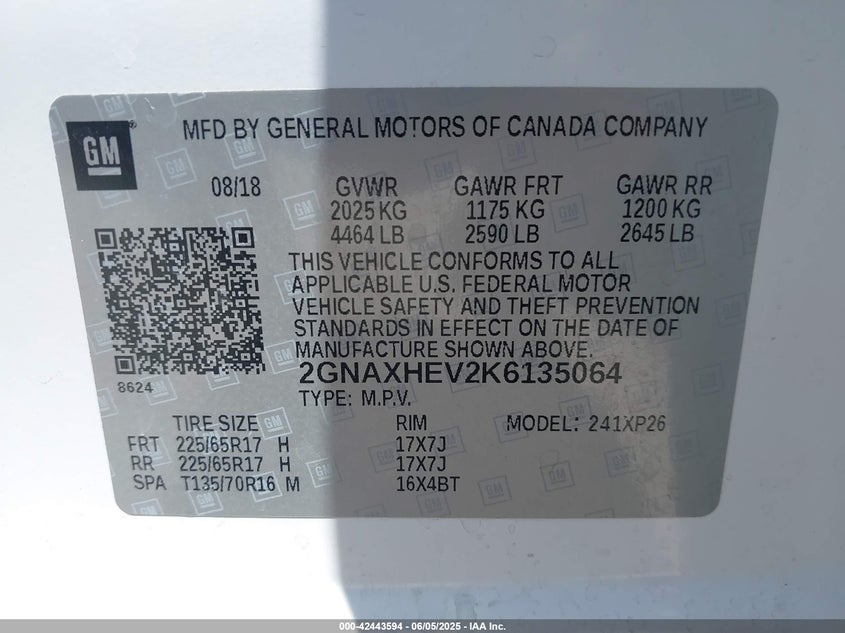 GM
MFD BY GENERAL MOTORS OF CANADA COMPANY
08/18 GVWR GAWR FRT GAWR RR
2025 KG 1175 KG 1200 KG
4464 LB 2590 LB 2645 LB
THIS VEHICLE CONFORMS TO ALL
APPLICABLE U.S. FEDERAL MOTOR
VEHICLE SAFETY AND THEFT PREVENTION
STANDARDS IN EFFECT ON THE DATE OF
MANUFACTURE SHOWN ABOVE.
8624 2GNAXHEV2K6135064
TYPE: M.P.V.
TIRE SIZE RIM MODEL: 241XP26
FRT 225/65R17 H 17X7J
RR 225/65R17 H 17X7J
SPA T135/70R16 M 16X4BT
000-42443594 - 06/05/2025 - IAA Inc.